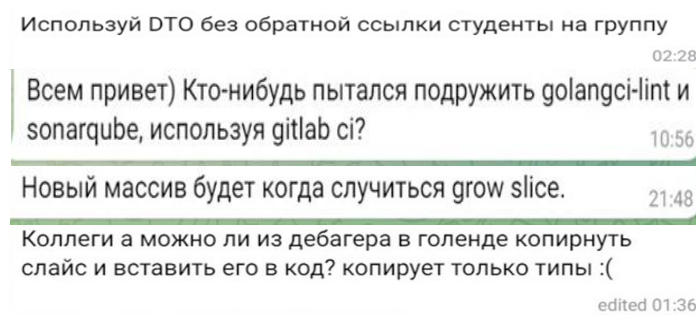 Используй DTO без обратной ссылки студенты на группу
02:28
Всем привет) Кто-нибудь пытался подружить golangci-lint и
sonarqube, используя gitlab ci?
10:56
Новый массив будет когда случиться grow slice.
21:48
Коллеги а можно ли из дебагера в голенде копирнуть
слайс и вставить его в код? копирует только типы :(
edited 01:36